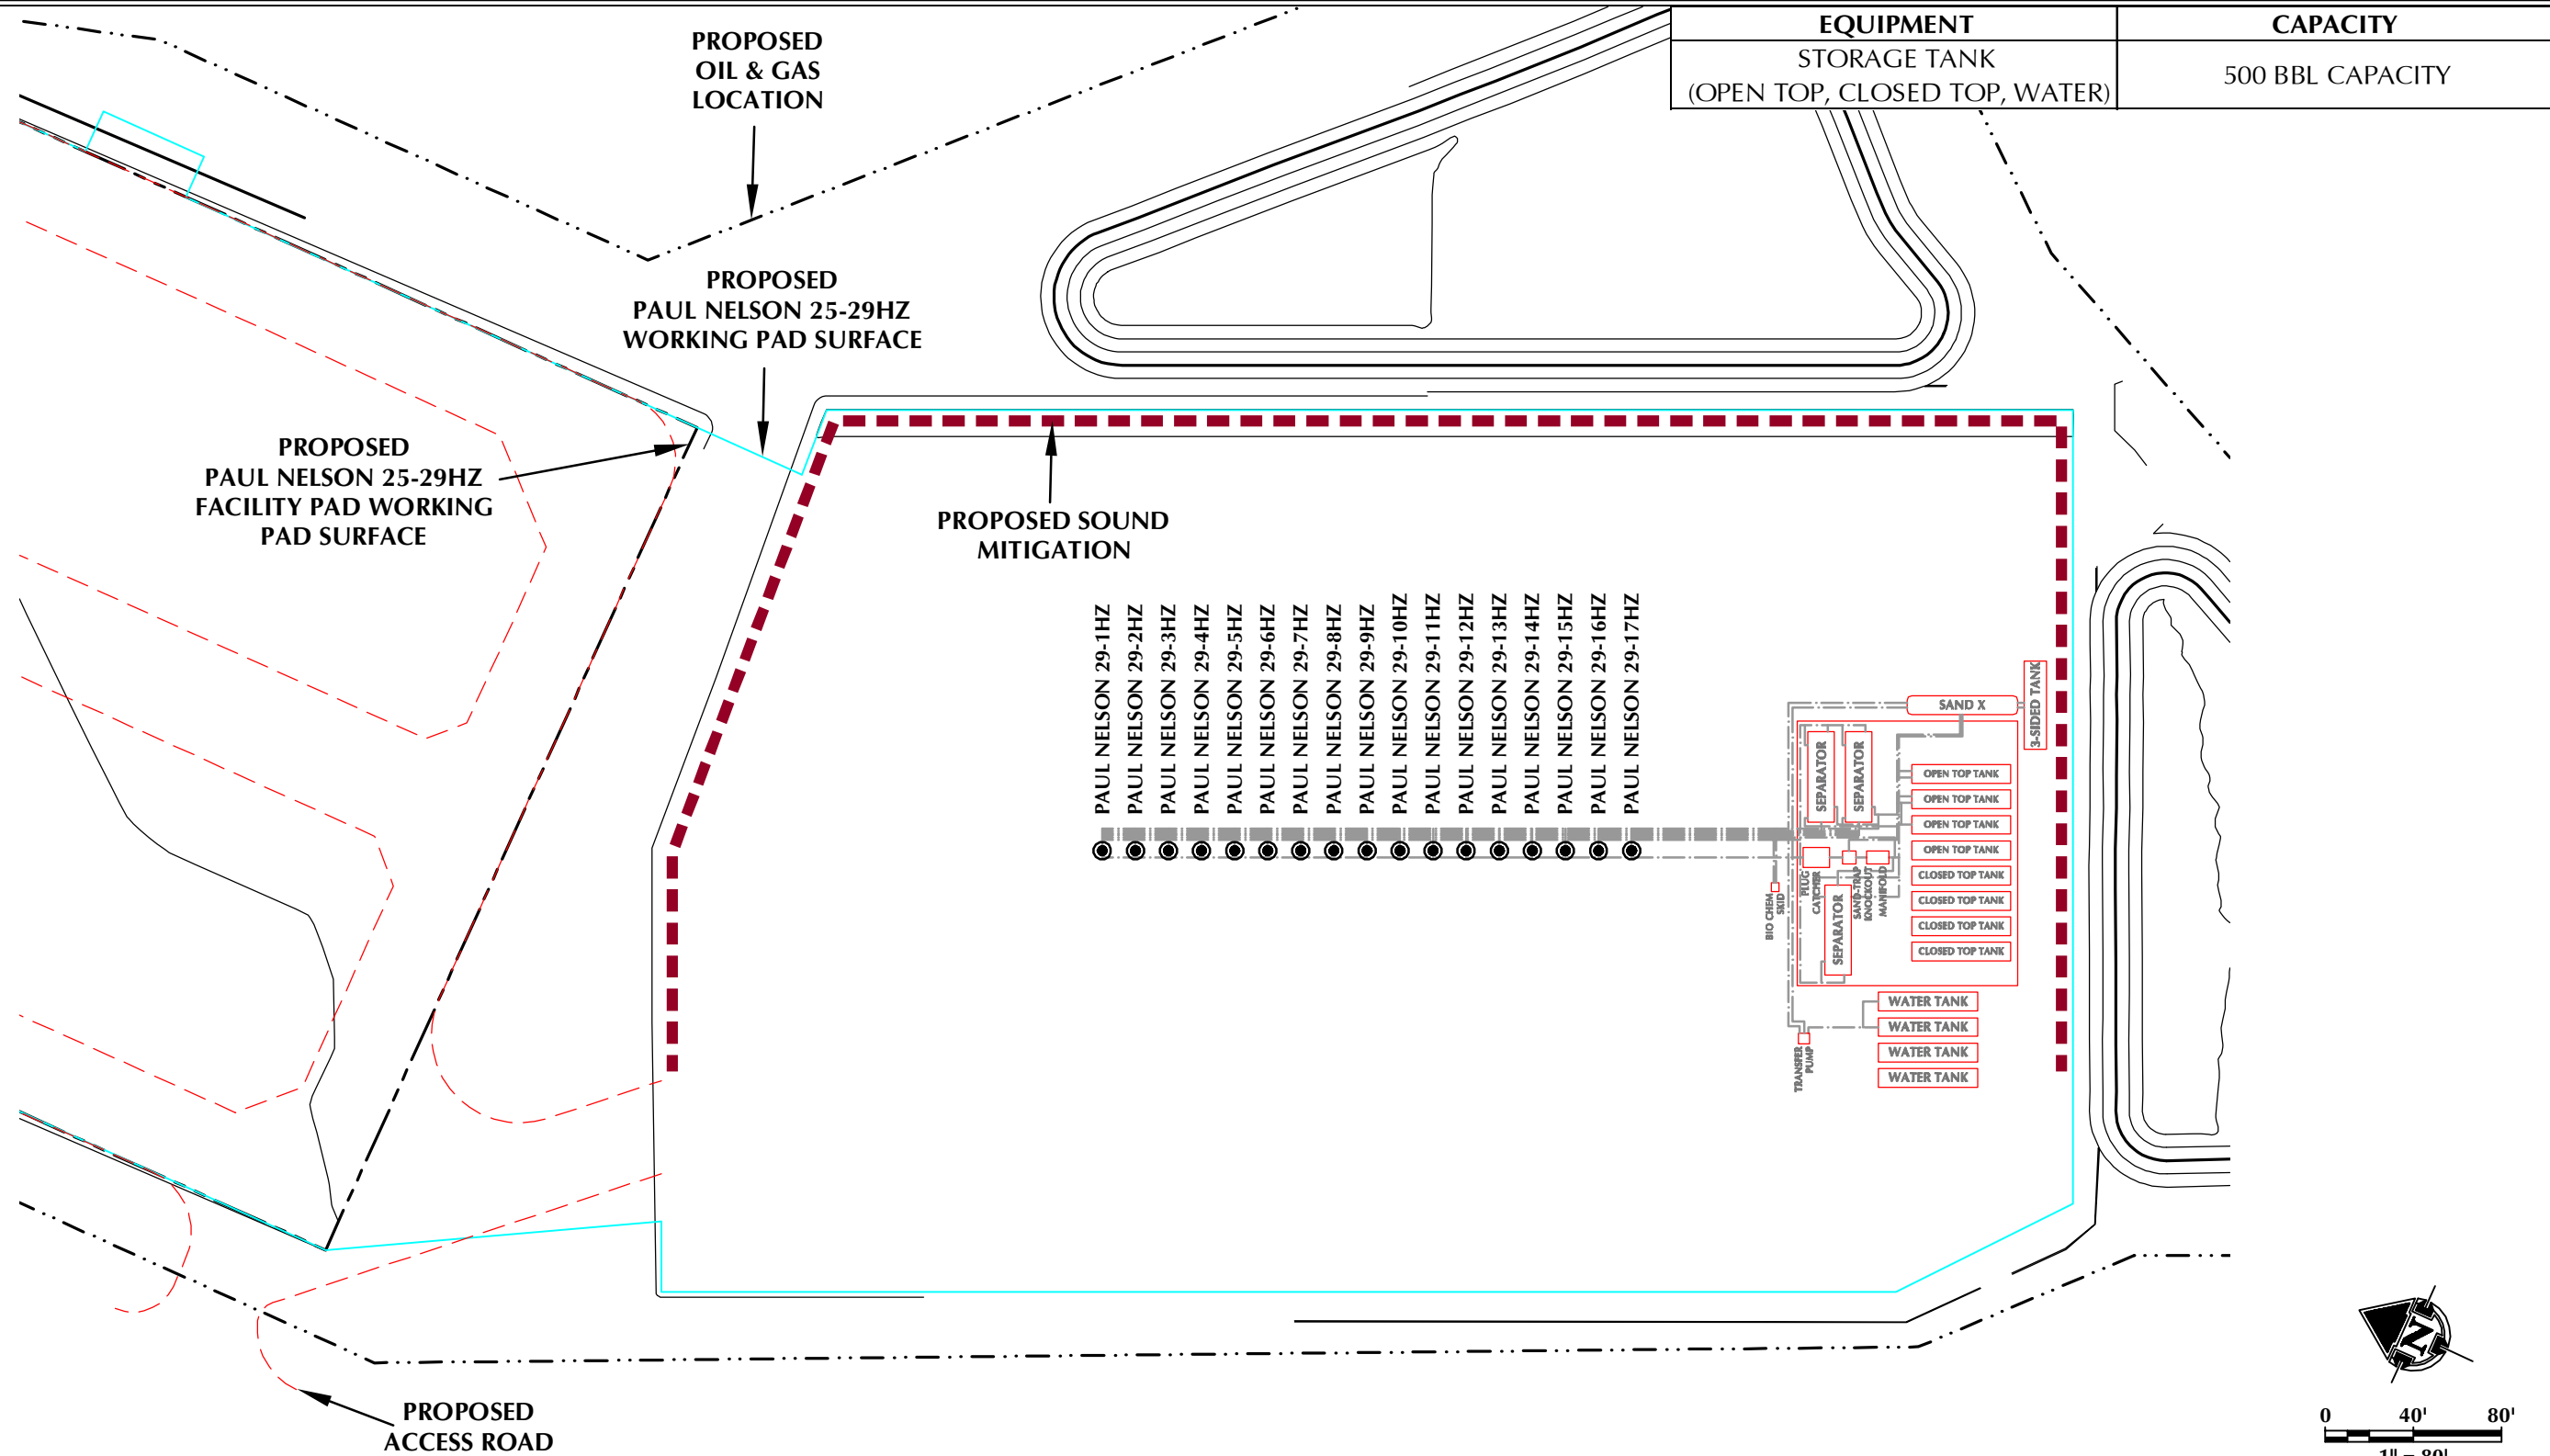 EQUIPMENT
CAPACITY
STORAGE TANK
(OPEN TOP, CLOSED TOP, WATER)
500 BBL CAPACITY
PROPOSED
OIL & GAS
LOCATION
PROPOSED
PAUL NELSON 25-29HZ
WORKING PAD SURFACE
PROPOSED
PAUL NELSON 25-29HZ
FACILITY PAD WORKING
PAD SURFACE
PROPOSED SOUND
MITIGATION
PAUL NELSON 29-1HZ
PAUL NELSON 29-2HZ
PAUL NELSON 29-3HZ
PAUL NELSON 29-4HZ
PAUL NELSON 29-5HZ
PAUL NELSON 29-6HZ
PAUL NELSON 29-7HZ
PAUL NELSON 29-8HZ
PAUL NELSON 29-9HZ
PAUL NELSON 29-10HZ
PAUL NELSON 29-11HZ
PAUL NELSON 29-12HZ
PAUL NELSON 29-13HZ
PAUL NELSON 29-14HZ
PAUL NELSON 29-15HZ
PAUL NELSON 29-16HZ
PAUL NELSON 29-17HZ
SAND X
3-SIDED TANK
SEPARATOR
SEPARATOR
OPEN TOP TANK
OPEN TOP TANK
OPEN TOP TANK
OPEN TOP TANK
CLOSED TOP TANK
CLOSED TOP TANK
CLOSED TOP TANK
CLOSED TOP TANK
BIO CHEM
SKID
PLUG
CATCHER
SEPARATOR
SAND-TRAP
KNOCKOUT
MANIFOLD
WATER TANK
WATER TANK
WATER TANK
WATER TANK
TRANSFER
PUMP
PROPOSED
ACCESS ROAD
N
0 40' 80'
1" = 80'